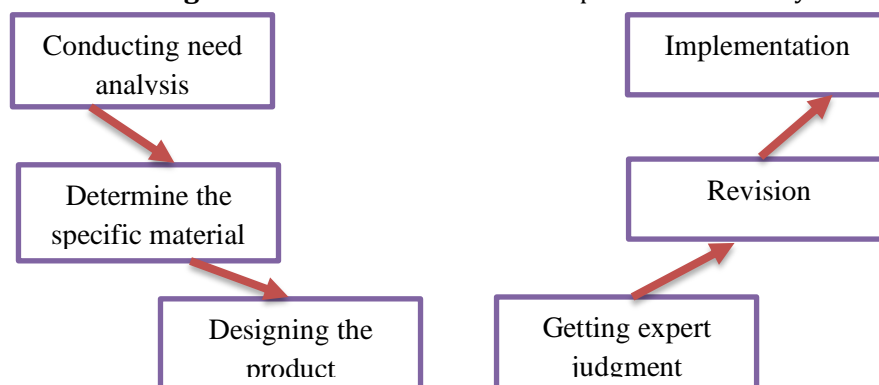 Conducting need
analysis
Determine the
specific material
Designing the
product
Getting expert
judgment
Revision
Implementation